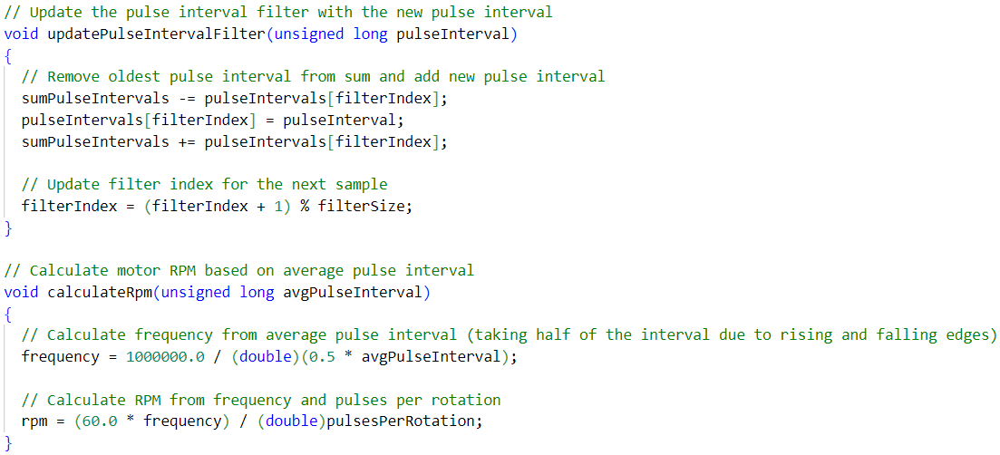 // Update the pulse interval filter with the new pulse interval
void updatePulseIntervalFilter(unsigned long pulseInterval)
{
  // Remove oldest pulse interval from sum and add new pulse interval
  sumPulseIntervals -= pulseIntervals[filterIndex];
  pulseIntervals[filterIndex] = pulseInterval;
  sumPulseIntervals += pulseIntervals[filterIndex];

  // Update filter index for the next sample
  filterIndex = (filterIndex + 1) % filterSize;
}

// Calculate motor RPM based on average pulse interval
void calculateRpm(unsigned long avgPulseInterval)
{
  // Calculate frequency from average pulse interval (taking half of the interval due to rising and falling edges)
  frequency = 1000000.0 / (double)(0.5 * avgPulseInterval);

  // Calculate RPM from frequency and pulses per rotation
  rpm = (60.0 * frequency) / (double)pulsesPerRotation;
}